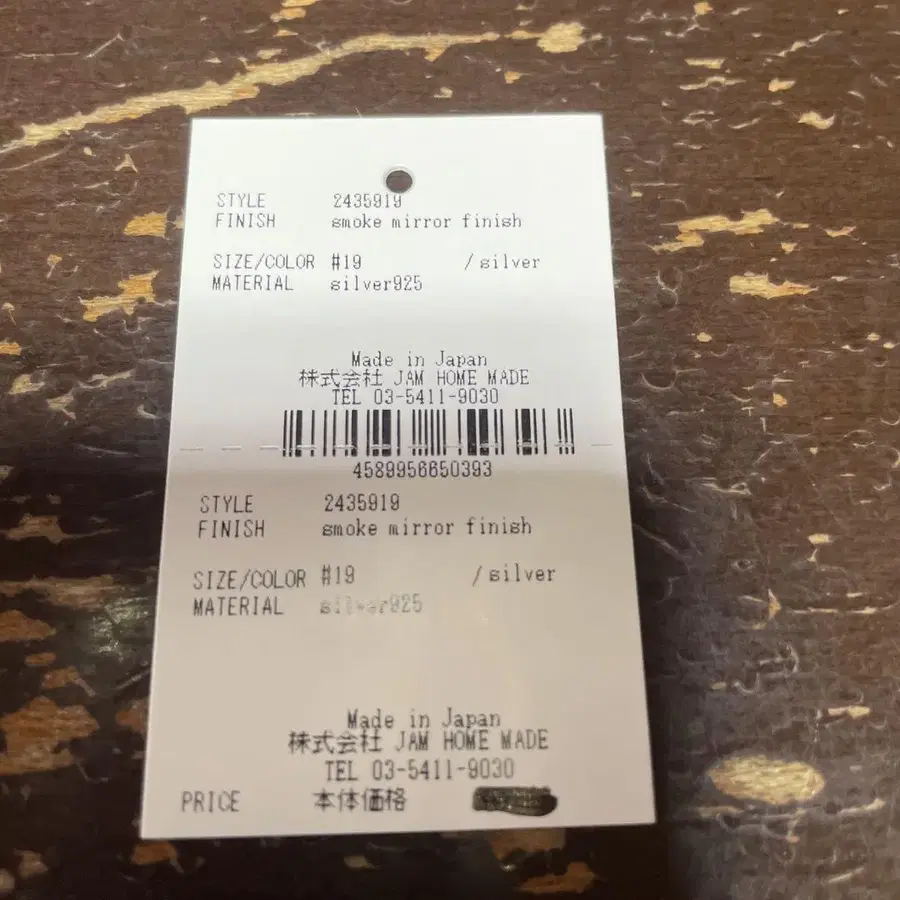 STYLE 2435919
FINISH smoke mirror finish
SIZE/COLOR #19 /silver
MATERIAL silver925
Made in Japan
株式会社 JAM HOME MADE
TEL 03-5411-9030
4589956650393
STYLE 2435919
FINISH smoke mirror finish
SIZE/COLOR #19 /silver
MATERIAL silver925
Made in Japan
株式会社 JAM HOME MADE
TEL 03-5411-9030
PRICE 本体価格